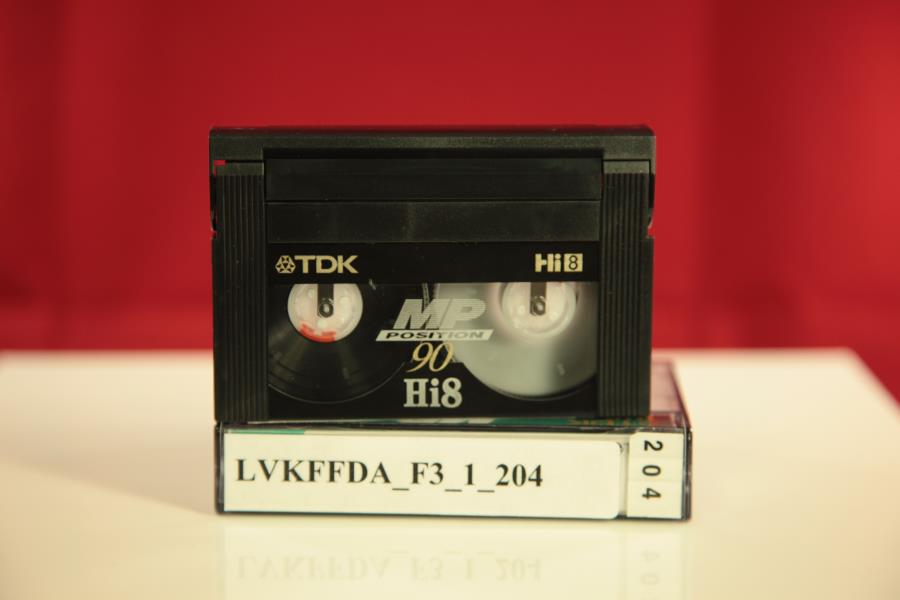 TDK Hi8
MP
POSITION
90
Hi8
LVKFFDA_F3_1_204
204